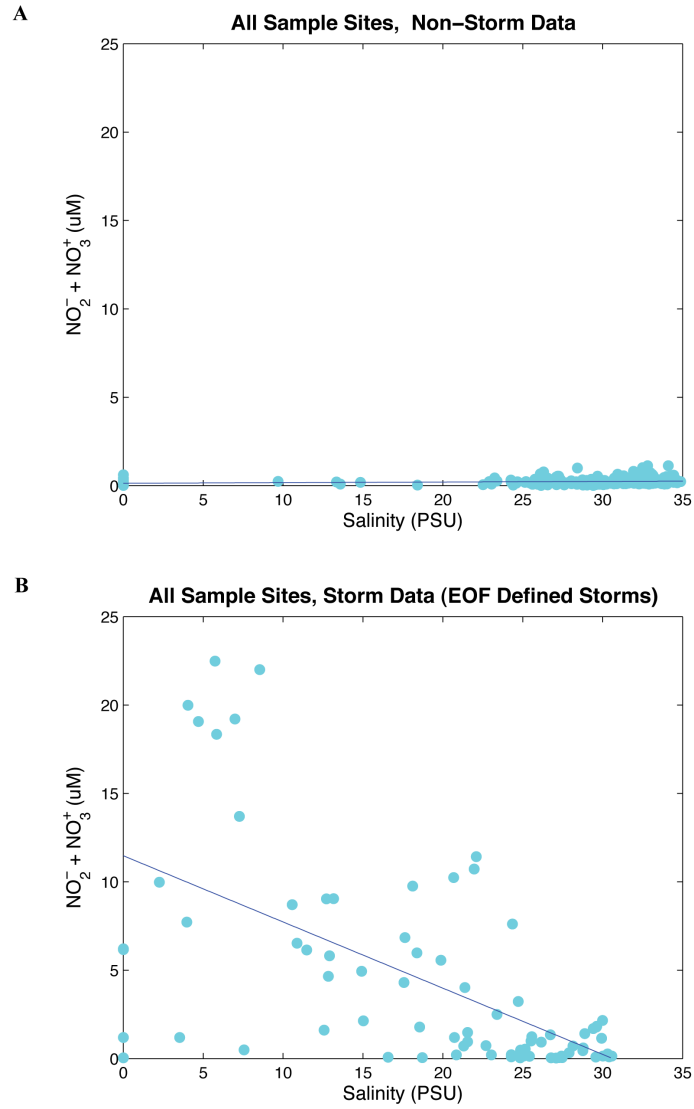 A
All Sample Sites, Non–Storm Data
25
20
15
10
5
0
NO₂⁻ + NO₃⁺ (uM)
0 5 10 15 20 25 30 35
Salinity (PSU)
B
All Sample Sites, Storm Data (EOF Defined Storms)
25
20
15
10
5
0
NO₂⁻ + NO₃⁺ (uM)
0 5 10 15 20 25 30 35
Salinity (PSU)